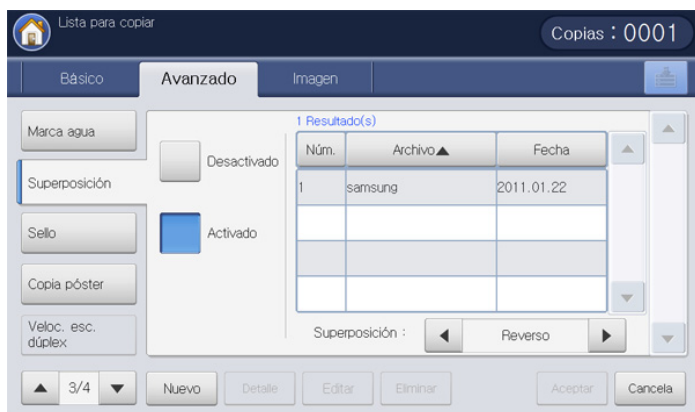 Lista para copiar
Copias : 0001
Básico
Avanzado
Imagen
Marca agua
Superposición
Sello
Copia póster
Veloc. esc.
dúplex
3/4
Desactivado
Activado
1 Resultado(s)
Núm. Archivo▲ Fecha
1 samsung 2011.01.22
Superposición : ◀ Reverso ▶
Nuevo
Detalle
Editar
Eliminar
Aceptar
Cancela